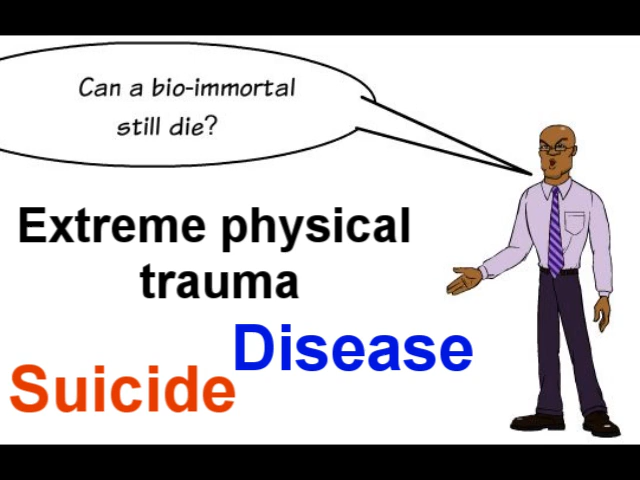 Can a bio-immortal
still die?
Extreme physical
trauma
Disease
Suicide